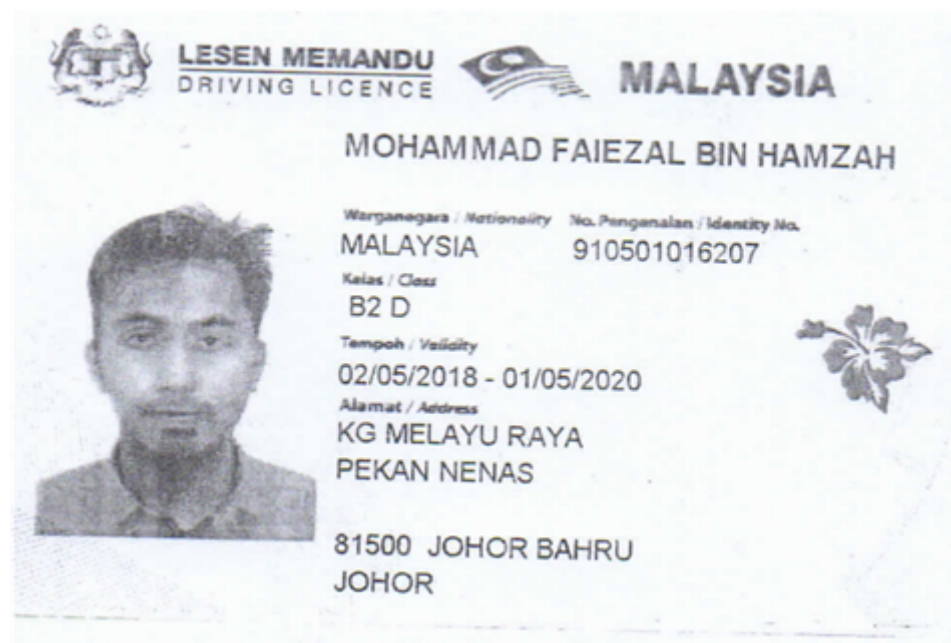 LESEN MEMANDU
DRIVING LICENCE
MALAYSIA
MOHAMMAD FAIEZAL BIN HAMZAH
Warganegara / Nationality No. Pengenalan / Identity No.
MALAYSIA 910501016207
Kelas / Class
B2 D
Tempoh / Validity
02/05/2018 - 01/05/2020
Alamat / Address
KG MELAYU RAYA
PEKAN NENAS
81500 JOHOR BAHRU
JOHOR